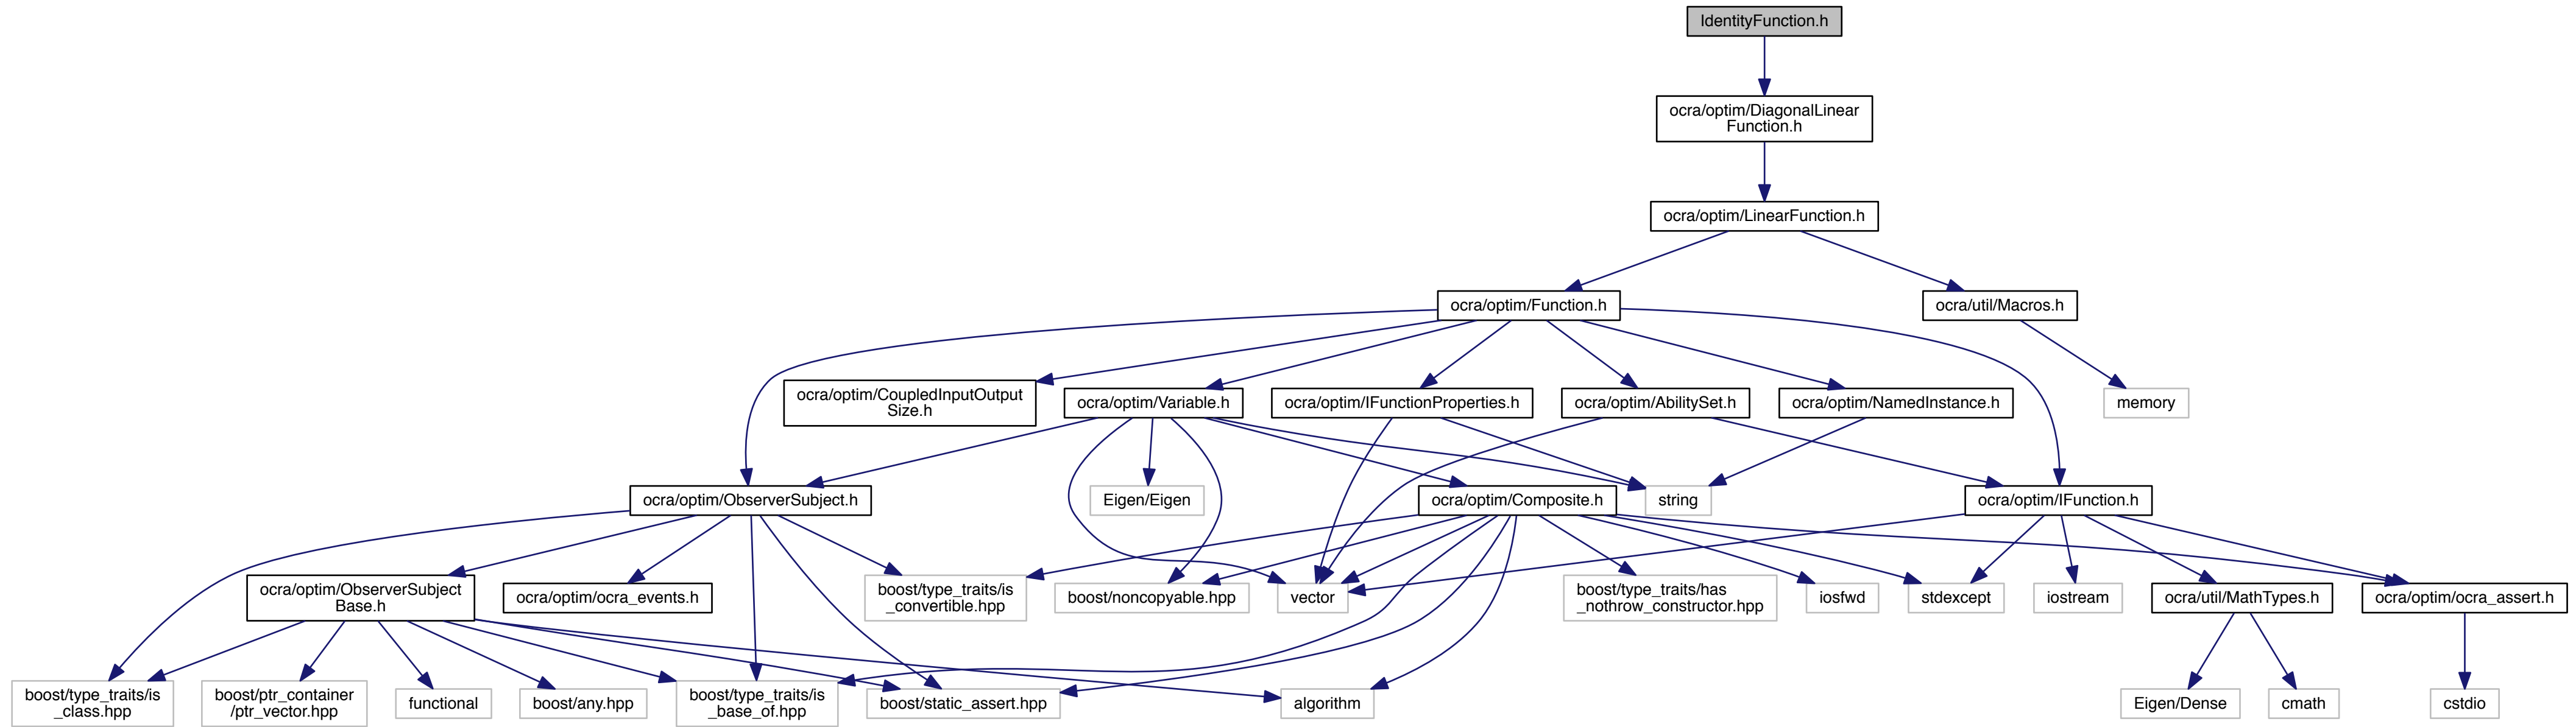 IdentityFunction.h
ocra/optim/DiagonalLinear
Function.h
ocra/optim/LinearFunction.h
ocra/optim/Function.h
ocra/util/Macros.h
ocra/optim/CoupledInputOutput
Size.h
ocra/optim/Variable.h
ocra/optim/IFunctionProperties.h
ocra/optim/AbilitySet.h
ocra/optim/NamedInstance.h
memory
ocra/optim/ObserverSubject.h
Eigen/Eigen
ocra/optim/Composite.h
string
ocra/optim/IFunction.h
ocra/optim/ObserverSubject
Base.h
ocra/optim/ocra_events.h
boost/type_traits/is
_convertible.hpp
boost/noncopyable.hpp
vector
boost/type_traits/has
_nothrow_constructor.hpp
iosfwd
stdexcept
iostream
ocra/util/MathTypes.h
ocra/optim/ocra_assert.h
boost/type_traits/is
_class.hpp
boost/ptr_container
/ptr_vector.hpp
functional
boost/any.hpp
boost/type_traits/is
_base_of.hpp
boost/static_assert.hpp
algorithm
Eigen/Dense
cmath
cstdio